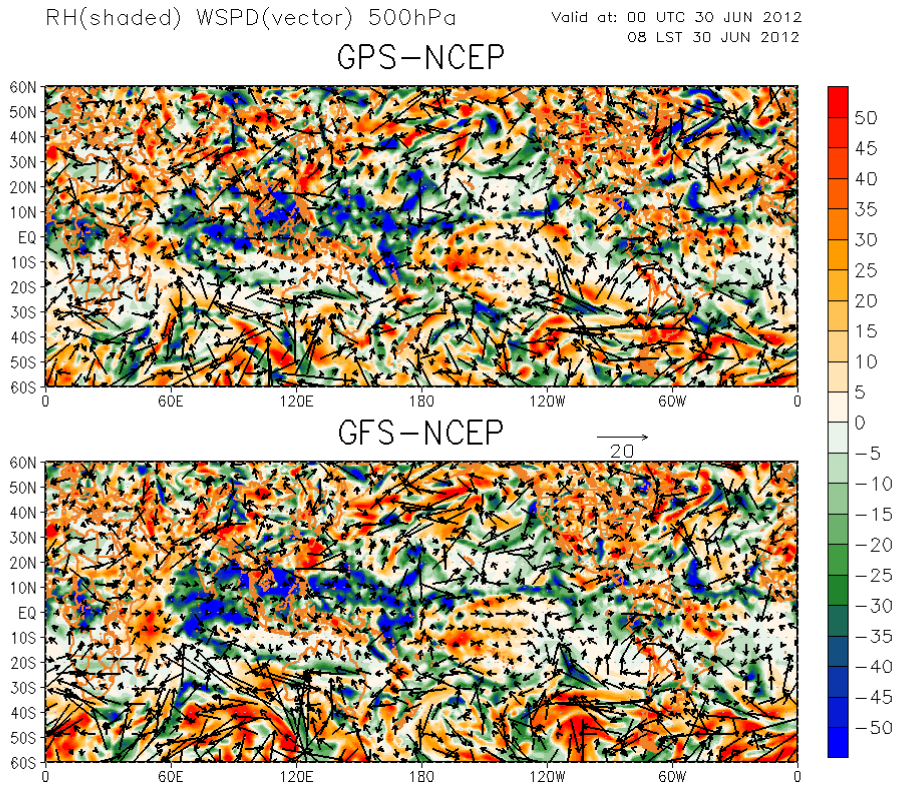 RH(shaded) WSPD(vector) 500hPa
Valid at: 00 UTC 30 JUN 2012
08 LST 30 JUN 2012
GPS-NCEP
60N
50N
40N
30N
20N
10N
EQ
10S
20S
30S
40S
50S
60S
0 60E 120E 180 120W 60W 0
GFS-NCEP
20
60N
50N
40N
30N
20N
10N
EQ
10S
20S
30S
40S
50S
60S
0 60E 120E 180 120W 60W 0
50
45
40
35
30
25
20
15
10
5
0
-5
-10
-15
-20
-25
-30
-35
-40
-45
-50